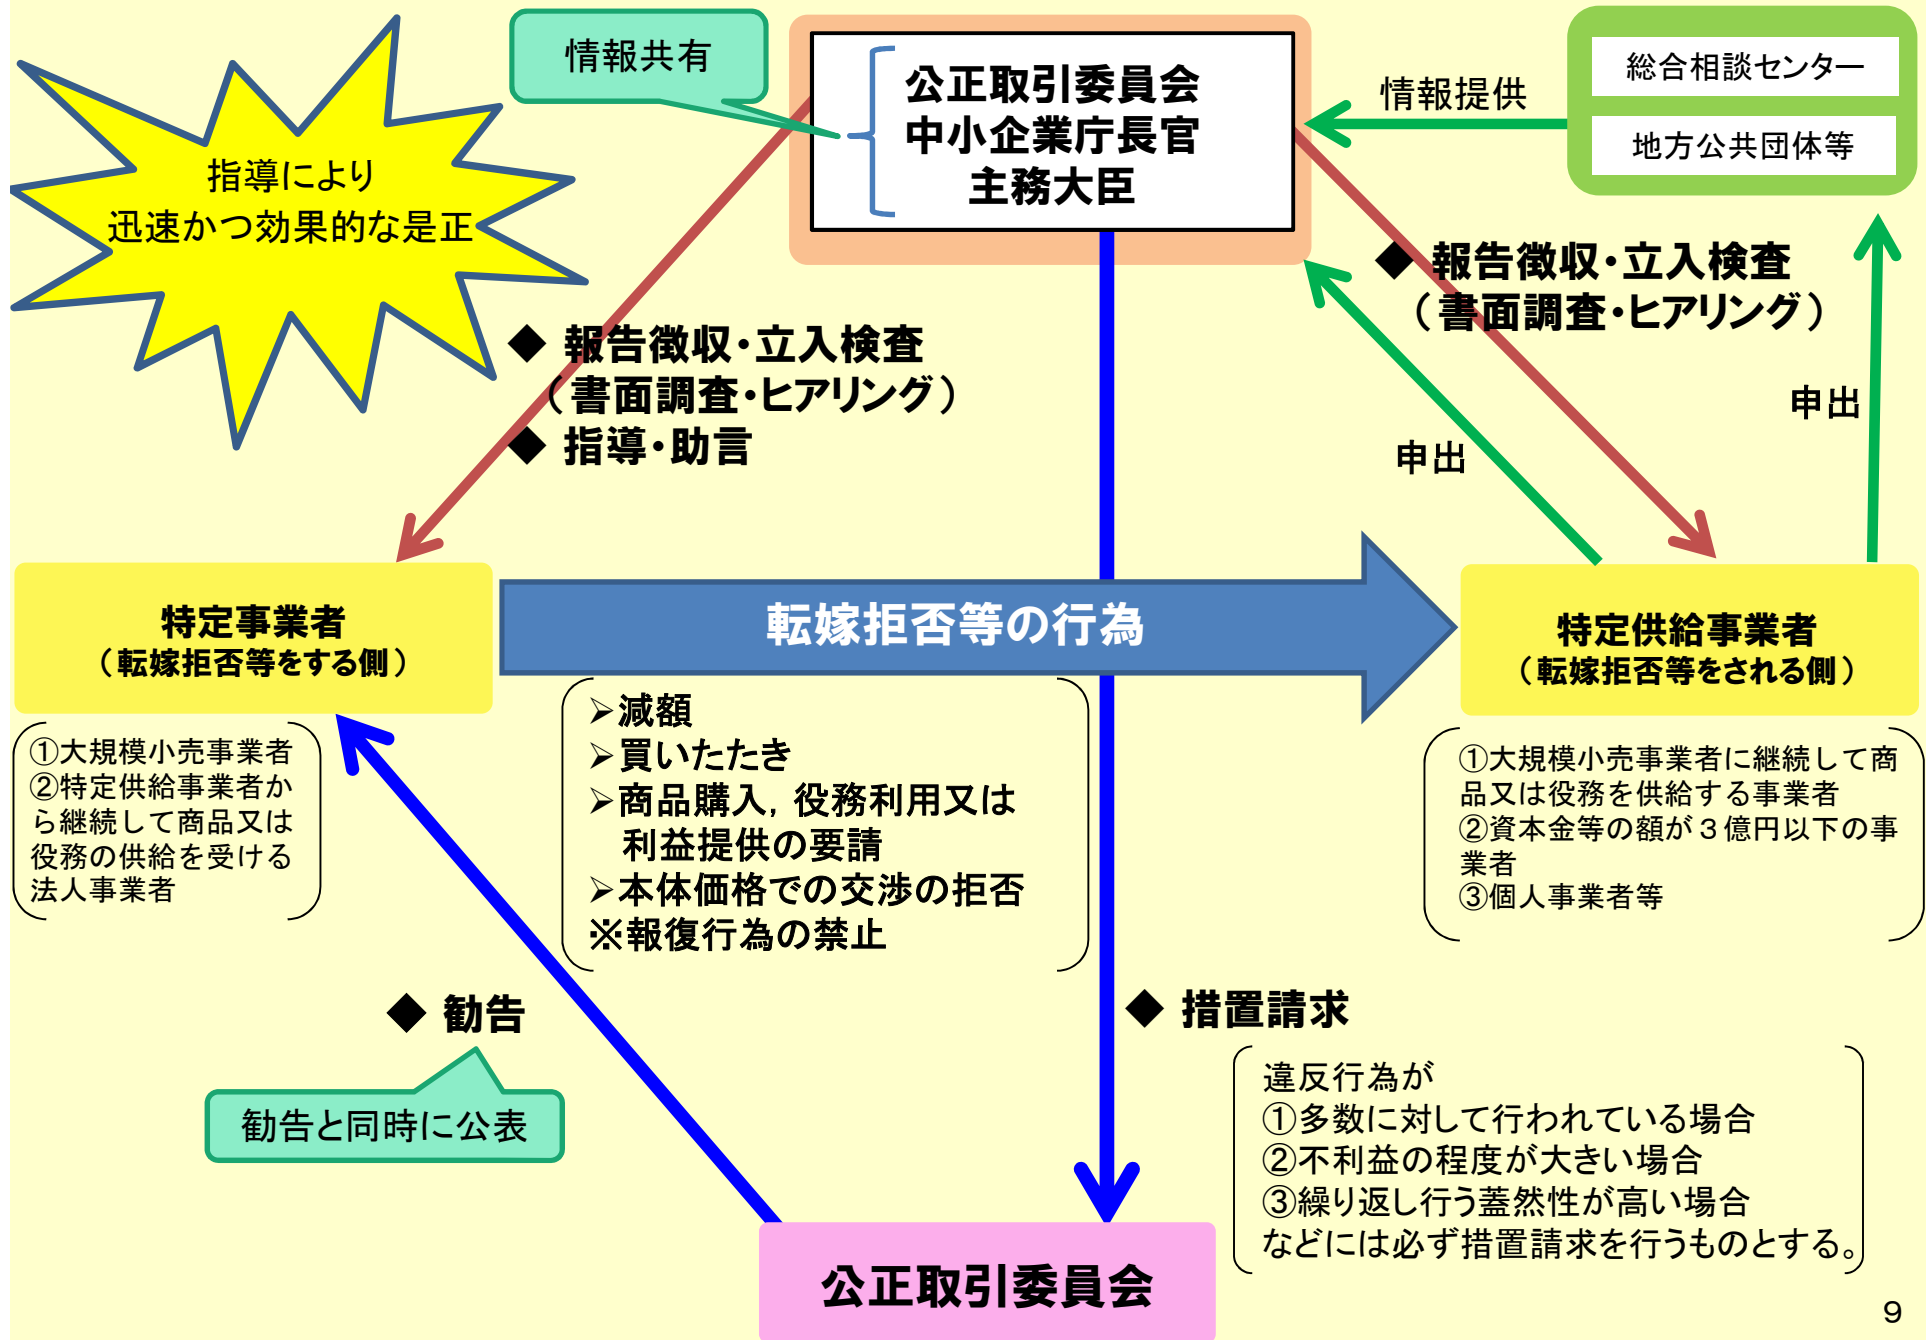 情報共有
公正取引委員会
中小企業庁長官
主務大臣
情報提供
総合相談センター
地方公共団体等
指導により
迅速かつ効果的な是正
◆ 報告徴収・立入検査
（書面調査・ヒアリング）
◆ 指導・助言
◆ 報告徴収・立入検査
（書面調査・ヒアリング）
申出
申出
特定事業者
（転嫁拒否等をする側）
転嫁拒否等の行為
特定供給事業者
（転嫁拒否等をされる側）
①大規模小売事業者
②特定供給事業者か
ら継続して商品又は
役務の供給を受ける
法人事業者
➢減額
➢買いたたき
➢商品購入，役務利用又は
利益提供の要請
➢本体価格での交渉の拒否
※報復行為の禁止
①大規模小売事業者に継続して商
品又は役務を供給する事業者
②資本金等の額が３億円以下の事
業者
③個人事業者等
◆ 勧告
勧告と同時に公表
◆ 措置請求
違反行為が
①多数に対して行われている場合
②不利益の程度が大きい場合
③繰り返し行う蓋然性が高い場合
などには必ず措置請求を行うものとする。
公正取引委員会
9